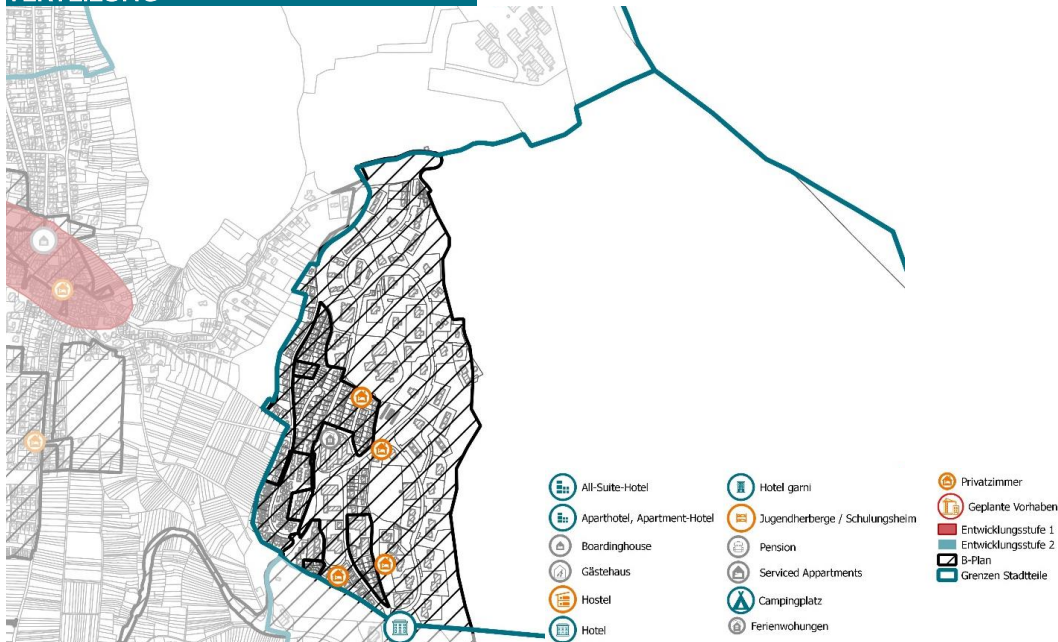 VERTEILUNG
All-Suite-Hotel
Aparthotel, Apartment-Hotel
Boardinghouse
Gästehaus
Hostel
Hotel
Hotel garni
Jugendherberge / Schulungsheim
Pension
Serviced Appartments
Campingplatz
Ferienwohungen
Privatzimmer
Geplante Vorhaben
Entwicklungsstufe 1
Entwicklungsstufe 2
B-Plan
Grenzen Stadtteile